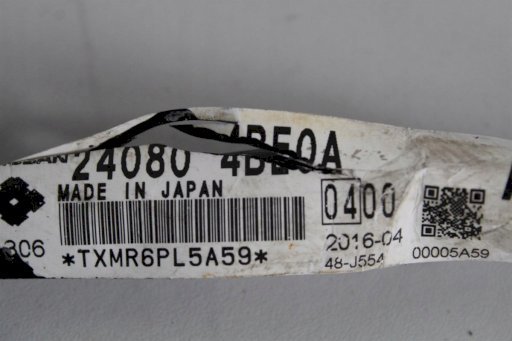 24080 4BE0A
MADE IN JAPAN
0400
306
*TXMR6PL5A59*
2016-04
48-J554
00005A59